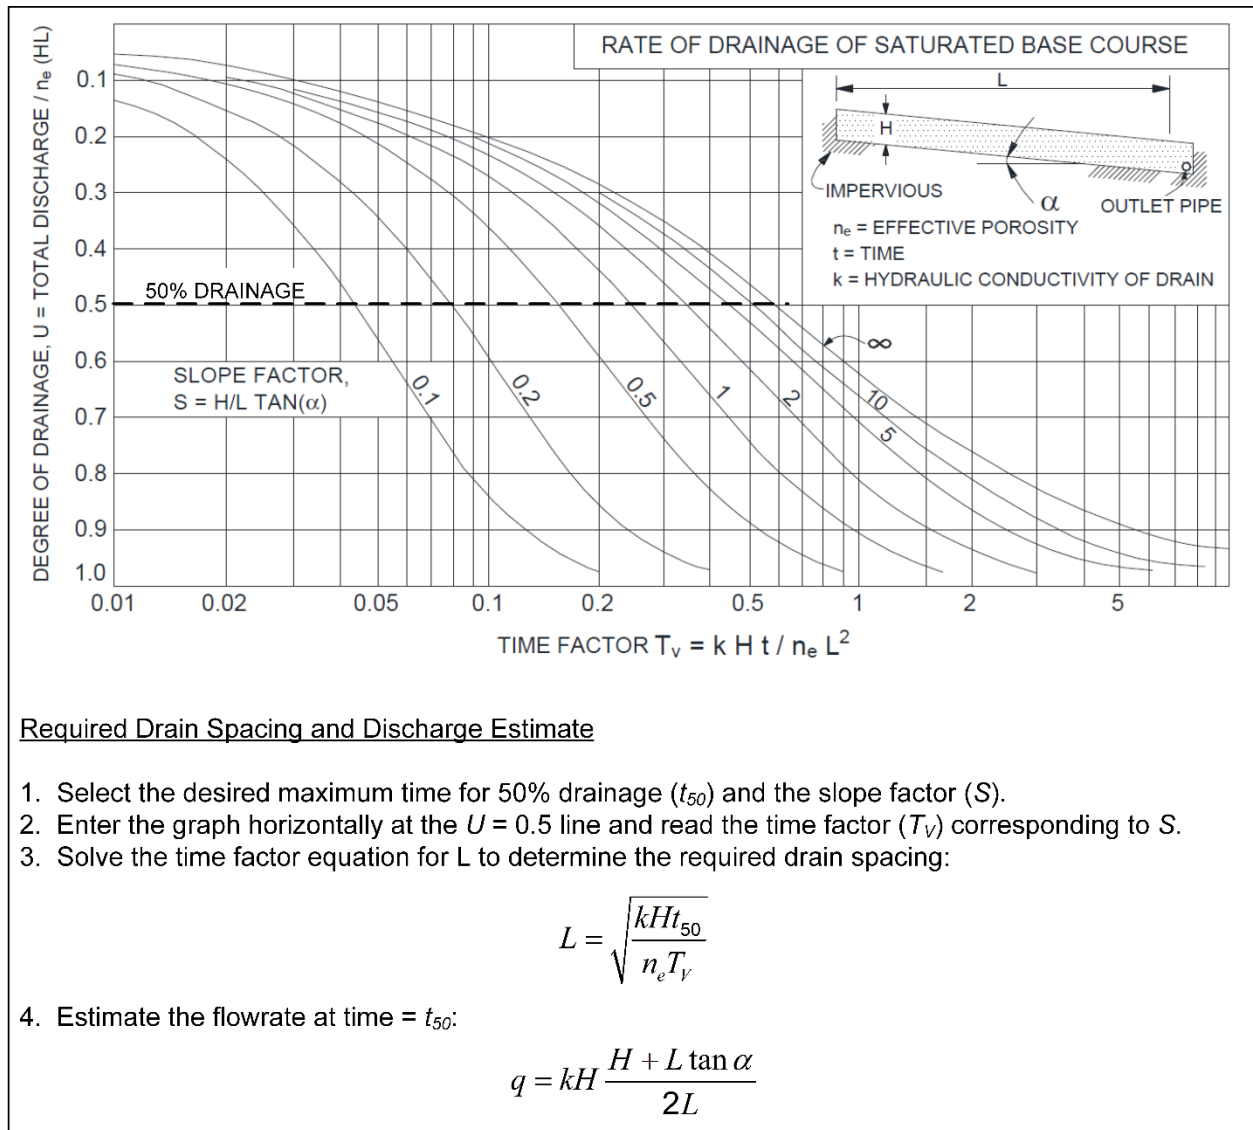 RATE OF DRAINAGE OF SATURATED BASE COURSE
L
H
IMPERVIOUS
α
OUTLET PIPE
nₑ = EFFECTIVE POROSITY
t = TIME
k = HYDRAULIC CONDUCTIVITY OF DRAIN
DEGREE OF DRAINAGE, U = TOTAL DISCHARGE / nₑ (HL)
0.1
0.2
0.3
0.4
0.5
0.6
0.7
0.8
0.9
1.0
50% DRAINAGE
SLOPE FACTOR,
S = H/L TAN(α)
0.1
0.2
0.5
1
2
5
10
∞
0.01 0.02 0.05 0.1 0.2 0.5 1 2 5
TIME FACTOR Tᵥ = k H t / nₑ L²
Required Drain Spacing and Discharge Estimate
1. Select the desired maximum time for 50% drainage (t₅₀) and the slope factor (S).
2. Enter the graph horizontally at the U = 0.5 line and read the time factor (T_V) corresponding to S.
3. Solve the time factor equation for L to determine the required drain spacing:
L = √(kHt₅₀ / nₑT_V)
4. Estimate the flowrate at time = t₅₀:
q = kH (H + L tan α) / 2L